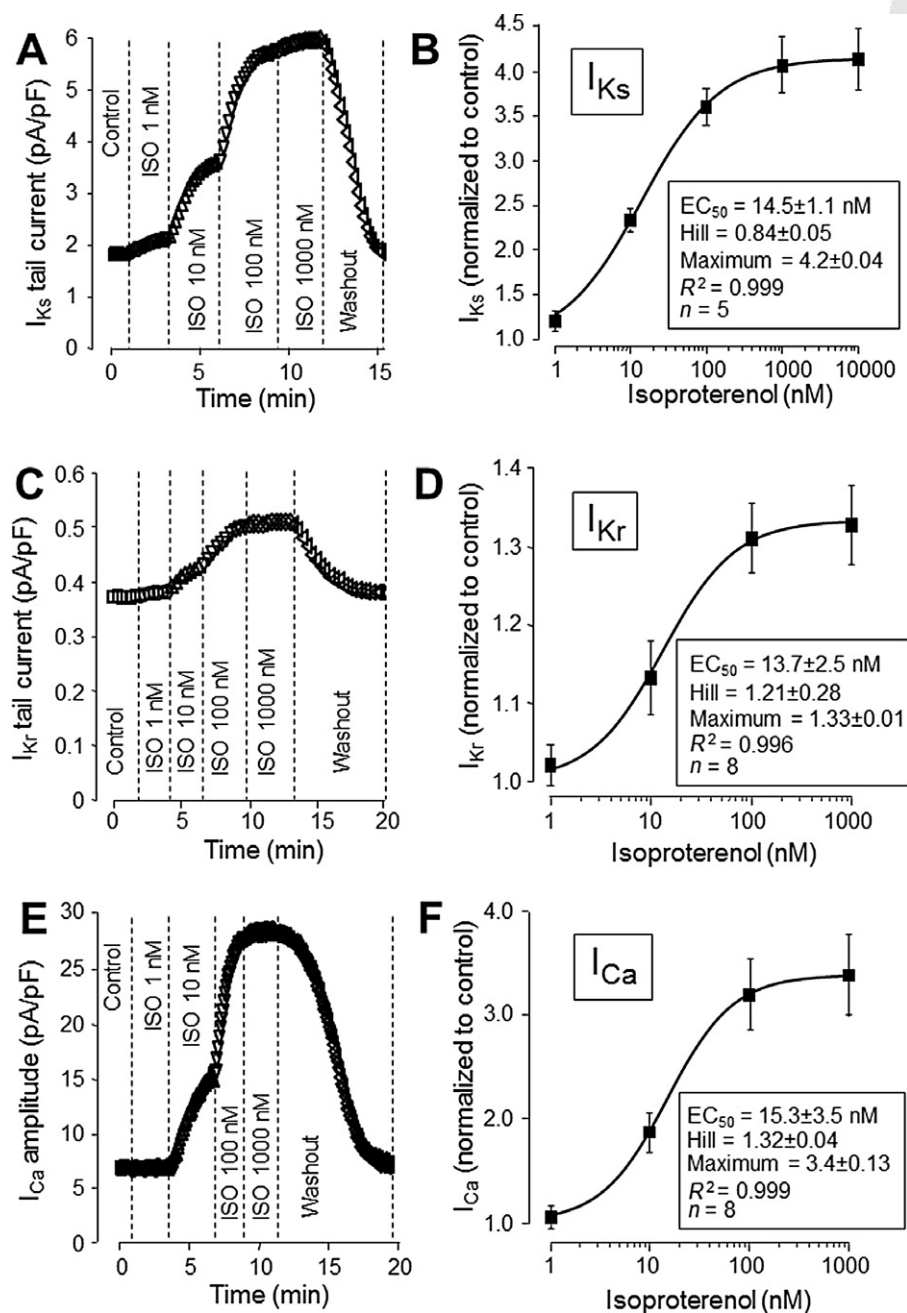 A
I_Ks tail current (pA/pF)
6
5
4
3
2
1
0
Control
ISO 1 nM
ISO 10 nM
ISO 100 nM
ISO 1000 nM
Washout
0 5 10 15
Time (min)
B
I_Ks (normalized to control)
4.5
4.0
3.5
3.0
2.5
2.0
1.5
1.0
I_Ks
EC₅₀ = 14.5±1.1 nM
Hill = 0.84±0.05
Maximum = 4.2±0.04
R² = 0.999
n = 5
1 10 100 1000 10000
Isoproterenol (nM)
C
I_Kr tail current (pA/pF)
0.6
0.5
0.4
0.3
0.2
0.1
0
Control
ISO 1 nM
ISO 10 nM
ISO 100 nM
ISO 1000 nM
Washout
0 5 10 15 20
Time (min)
D
I_Kr (normalized to control)
1.4
1.3
1.2
1.1
1.0
I_Kr
EC₅₀ = 13.7±2.5 nM
Hill = 1.21±0.28
Maximum = 1.33±0.01
R² = 0.996
n = 8
1 10 100 1000
Isoproterenol (nM)
E
I_Ca amplitude (pA/pF)
30
25
20
15
10
5
0
Control
ISO 1 nM
ISO 10 nM
ISO 100 nM
ISO 1000 nM
Washout
0 5 10 15 20
Time (min)
F
I_Ca (normalized to control)
4.0
3.0
2.0
1.0
I_Ca
EC₅₀ = 15.3±3.5 nM
Hill = 1.32±0.04
Maximum = 3.4±0.13
R² = 0.999
n = 8
1 10 100 1000
Isoproterenol (nM)